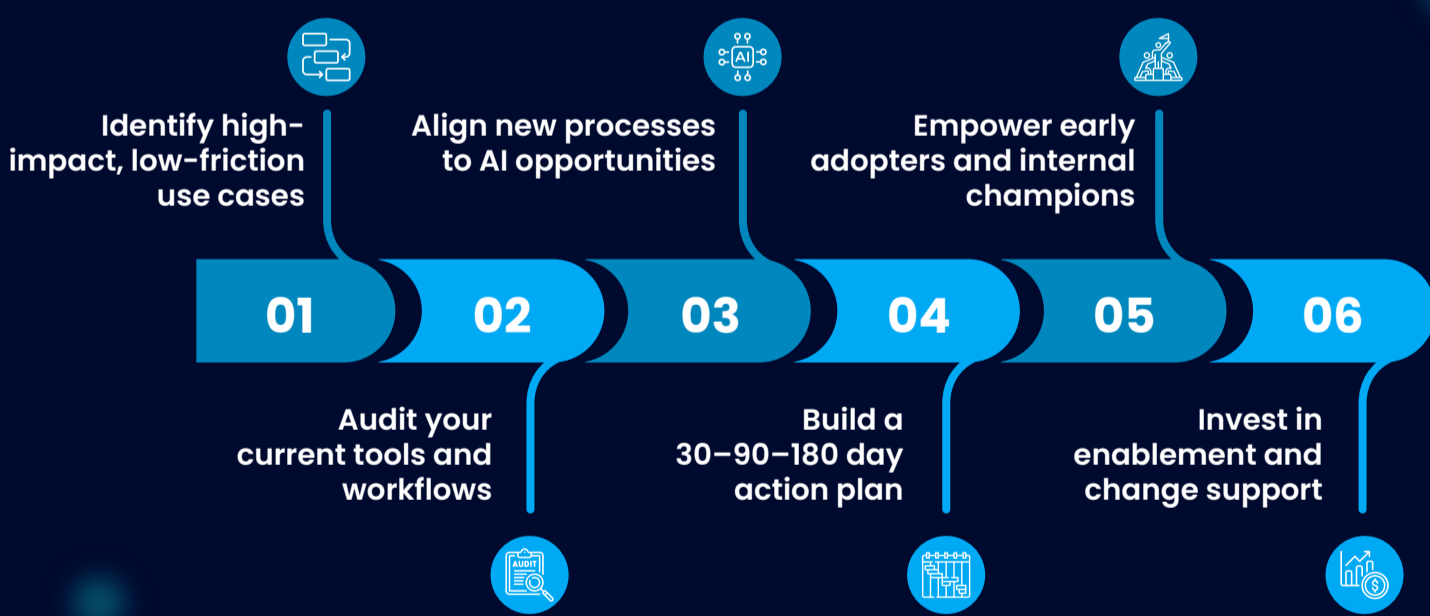 AI
Identify high-
impact, low-friction
use cases
Align new processes
to AI opportunities
Empower early
adopters and internal
champions
01
02
03
04
05
06
Audit your
current tools and
workflows
Build a
30–90–180 day
action plan
Invest in
enablement and
change support
AUDIT
$